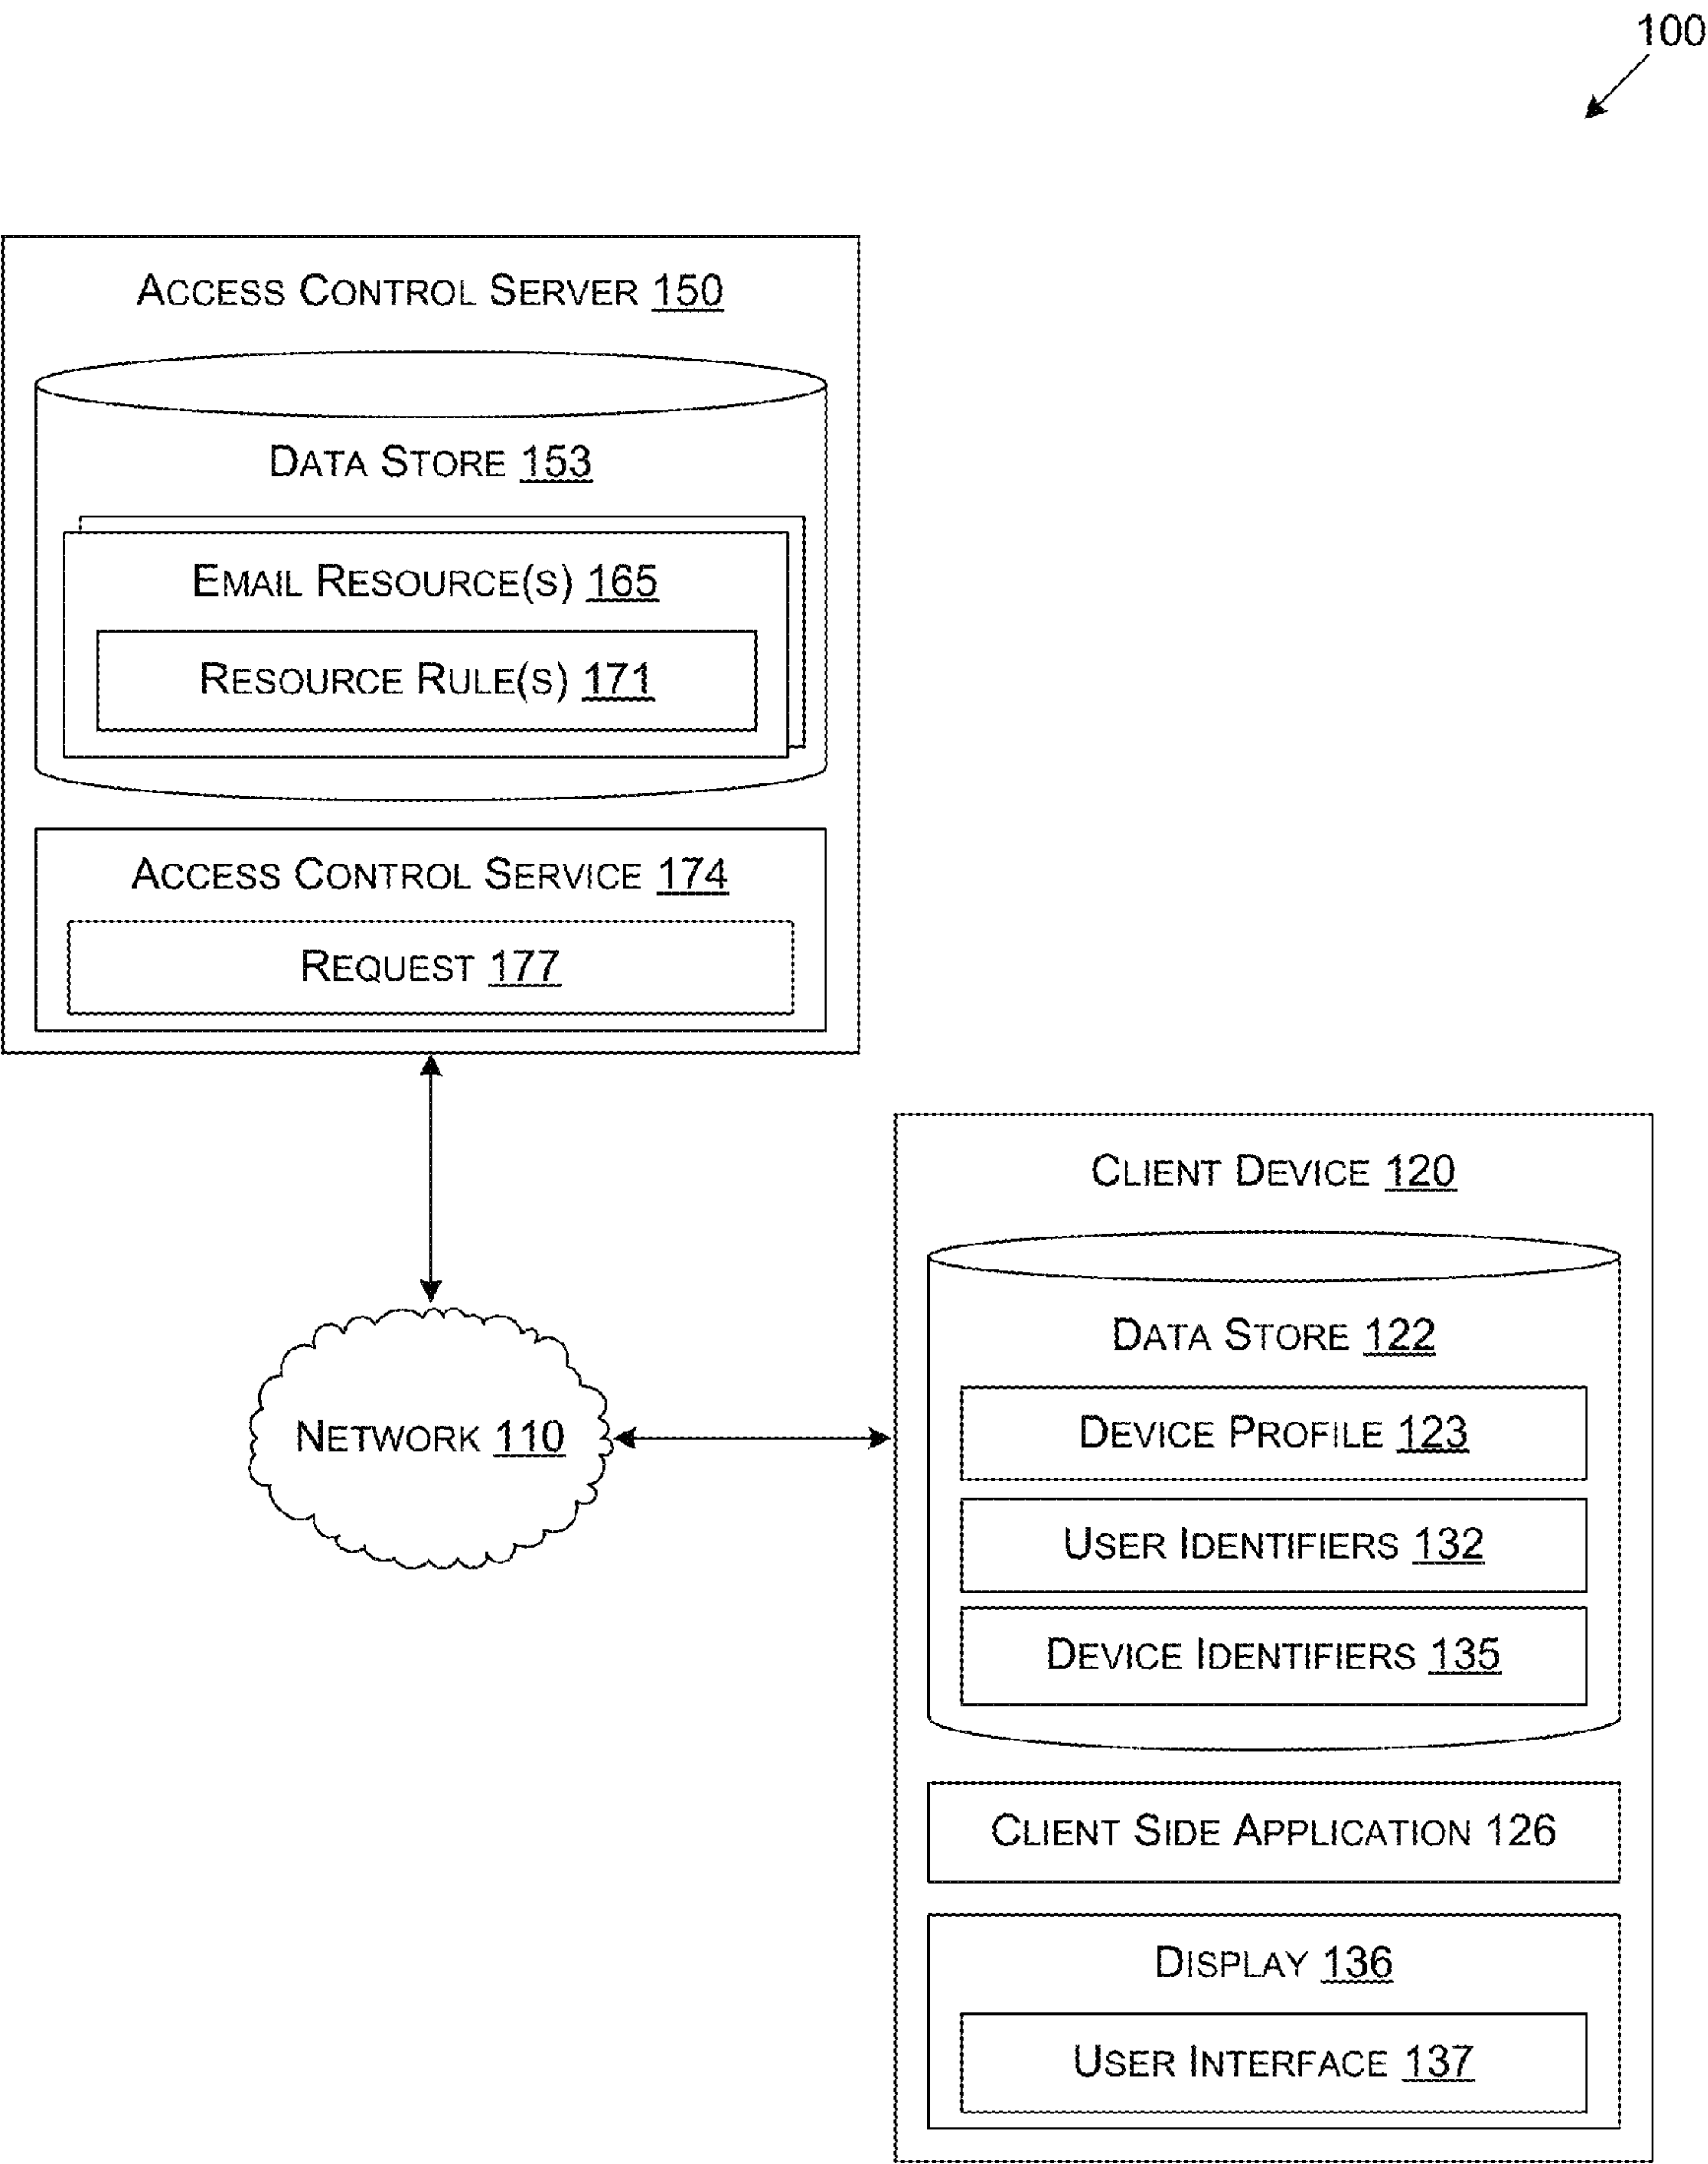 100
ACCESS CONTROL SERVER 150
DATA STORE 153
EMAIL RESOURCE(S) 165
RESOURCE RULE(S) 171
ACCESS CONTROL SERVICE 174
REQUEST 177
CLIENT DEVICE 120
DATA STORE 122
DEVICE PROFILE 123
NETWORK 110
USER IDENTIFIERS 132
DEVICE IDENTIFIERS 135
CLIENT SIDE APPLICATION 126
DISPLAY 136
USER INTERFACE 137